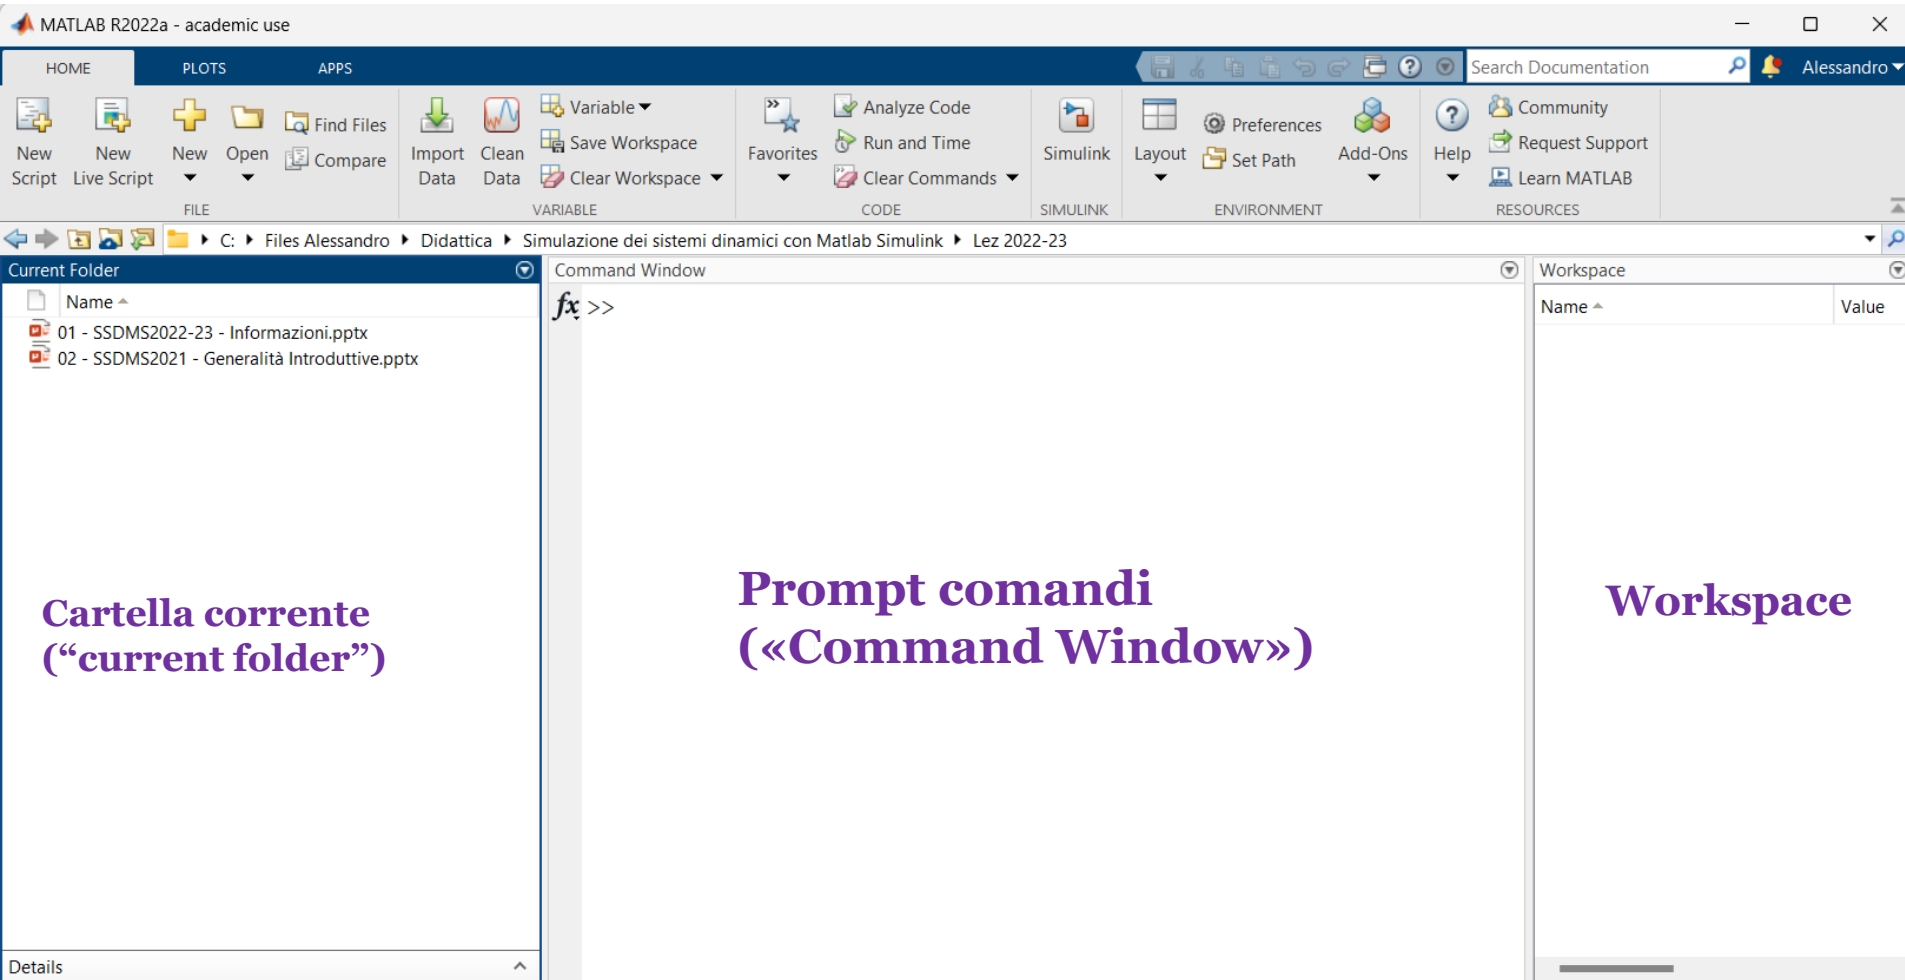 MATLAB R2022a - academic use
HOME PLOTS APPS
Search Documentation
Alessandro
New Script
New Live Script
New
Open
Find Files
Compare
FILE
Import Data
Clean Data
Variable
Save Workspace
Clear Workspace
VARIABLE
Favorites
Analyze Code
Run and Time
Clear Commands
CODE
Simulink
SIMULINK
Layout
Preferences
Set Path
Add-Ons
ENVIRONMENT
Help
Community
Request Support
Learn MATLAB
RESOURCES
C: Files Alessandro Didattica Simulazione dei sistemi dinamici con Matlab Simulink Lez 2022-23
Current Folder
Name
01 - SSDMS2022-23 - Informazioni.pptx
02 - SSDMS2021 - Generalità Introduttive.pptx
Cartella corrente
(“current folder”)
Details
Command Window
fx >>
Prompt comandi
(«Command Window»)
Workspace
Name Value
Workspace